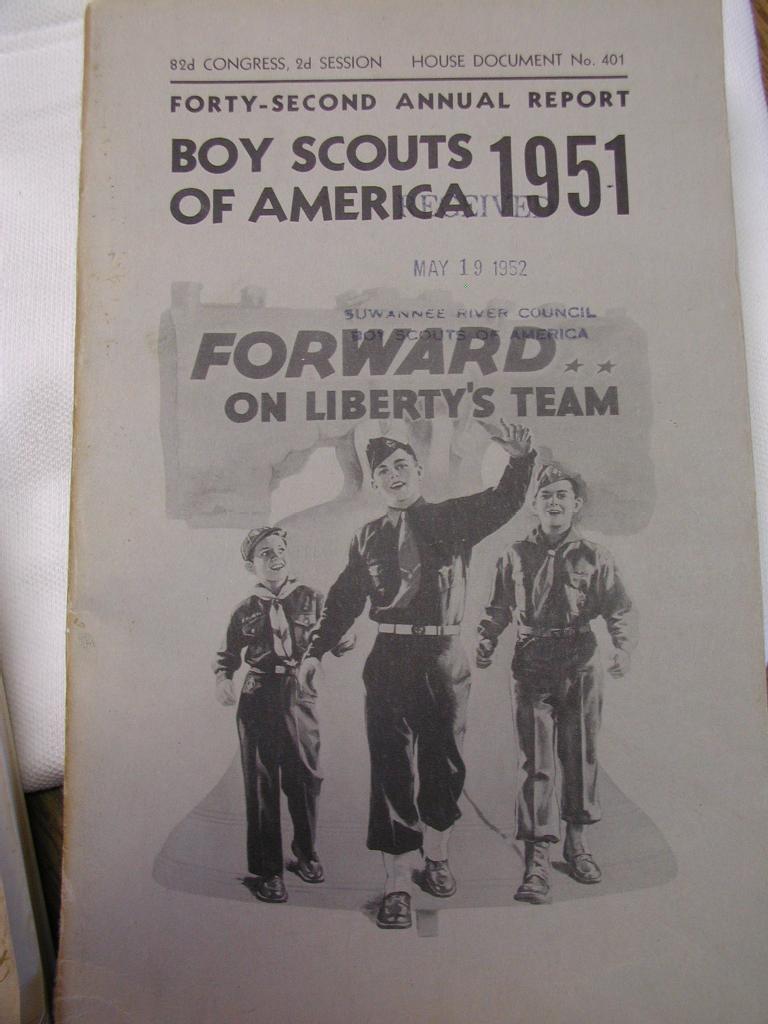 82d CONGRESS, 2d SESSION HOUSE DOCUMENT No. 401
FORTY-SECOND ANNUAL REPORT
BOY SCOUTS
OF AMERICA 1951
RECEIVED
MAY 19 1952
SUWANNEE RIVER COUNCIL
BOY SCOUTS OF AMERICA
FORWARD..
ON LIBERTY'S TEAM